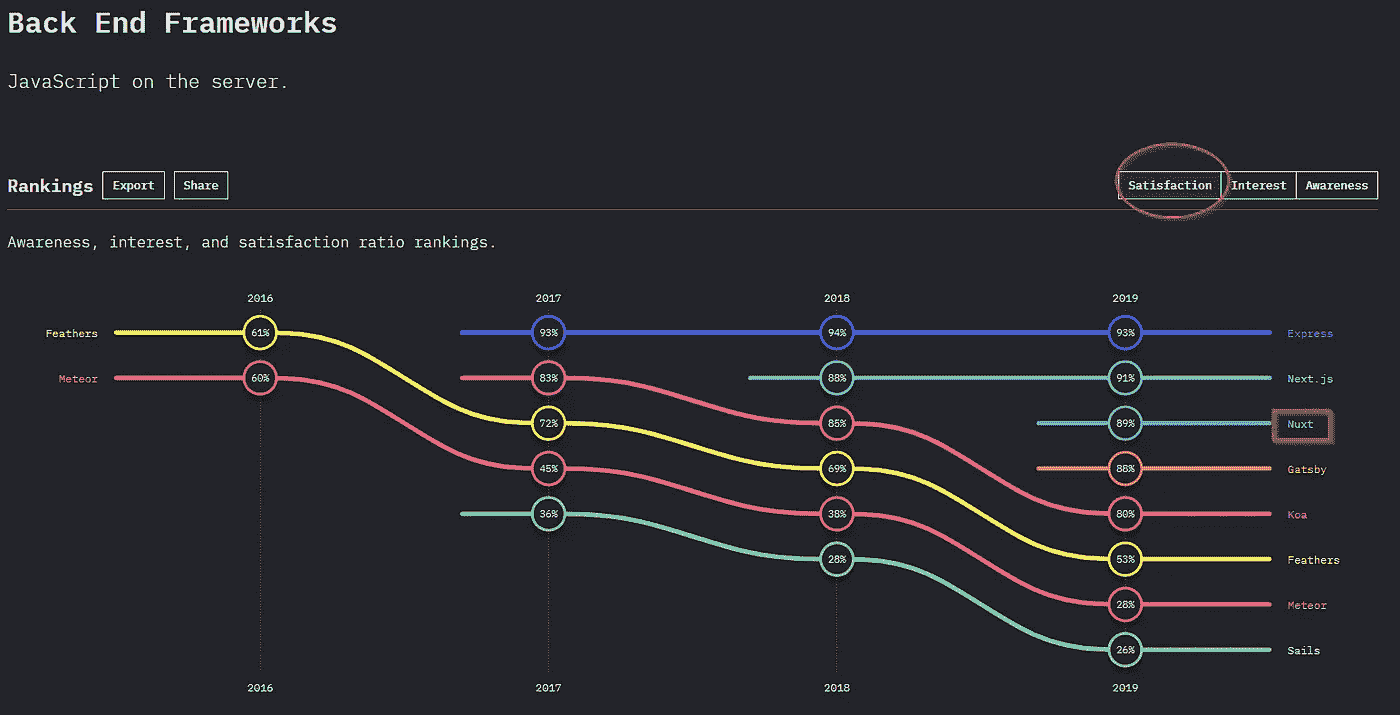 Back End Frameworks
JavaScript on the server.
Rankings Export Share Satisfaction Interest Awareness
Awareness, interest, and satisfaction ratio rankings.
2016 2017 2018 2019
Feathers 61% 93% 94% 93% Express
Meteor 60% 83% 88% 91% Next.js
72% 85% 89% Nuxt
45% 69% 88% Gatsby
36% 38% 80% Koa
28% 53% Feathers
28% Meteor
26% Sails
2016 2017 2018 2019